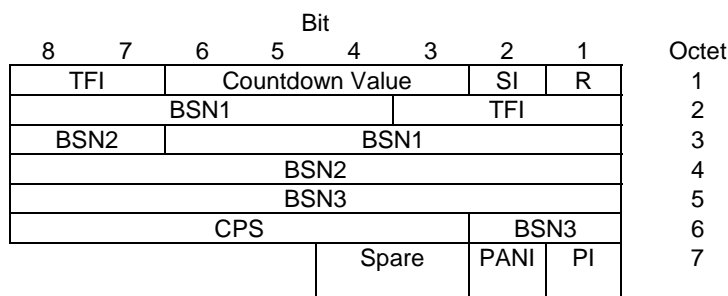 Bit
8 7 6 5 4 3 2 1 Octet
TFI Countdown Value SI R 1
BSN1 TFI 2
BSN2 BSN1 3
BSN2 4
BSN3 5
CPS BSN3 6
Spare PANI PI 7